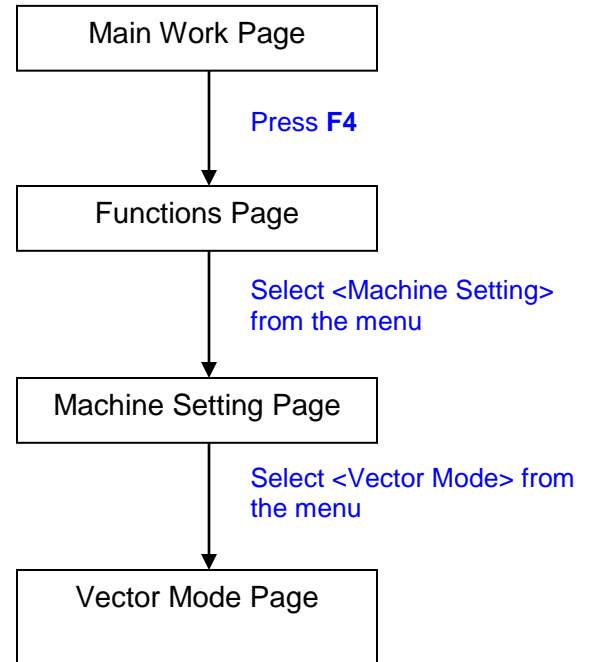 Main Work Page
Press F4
Functions Page
Select <Machine Setting>
from the menu
Machine Setting Page
Select <Vector Mode> from
the menu
Vector Mode Page